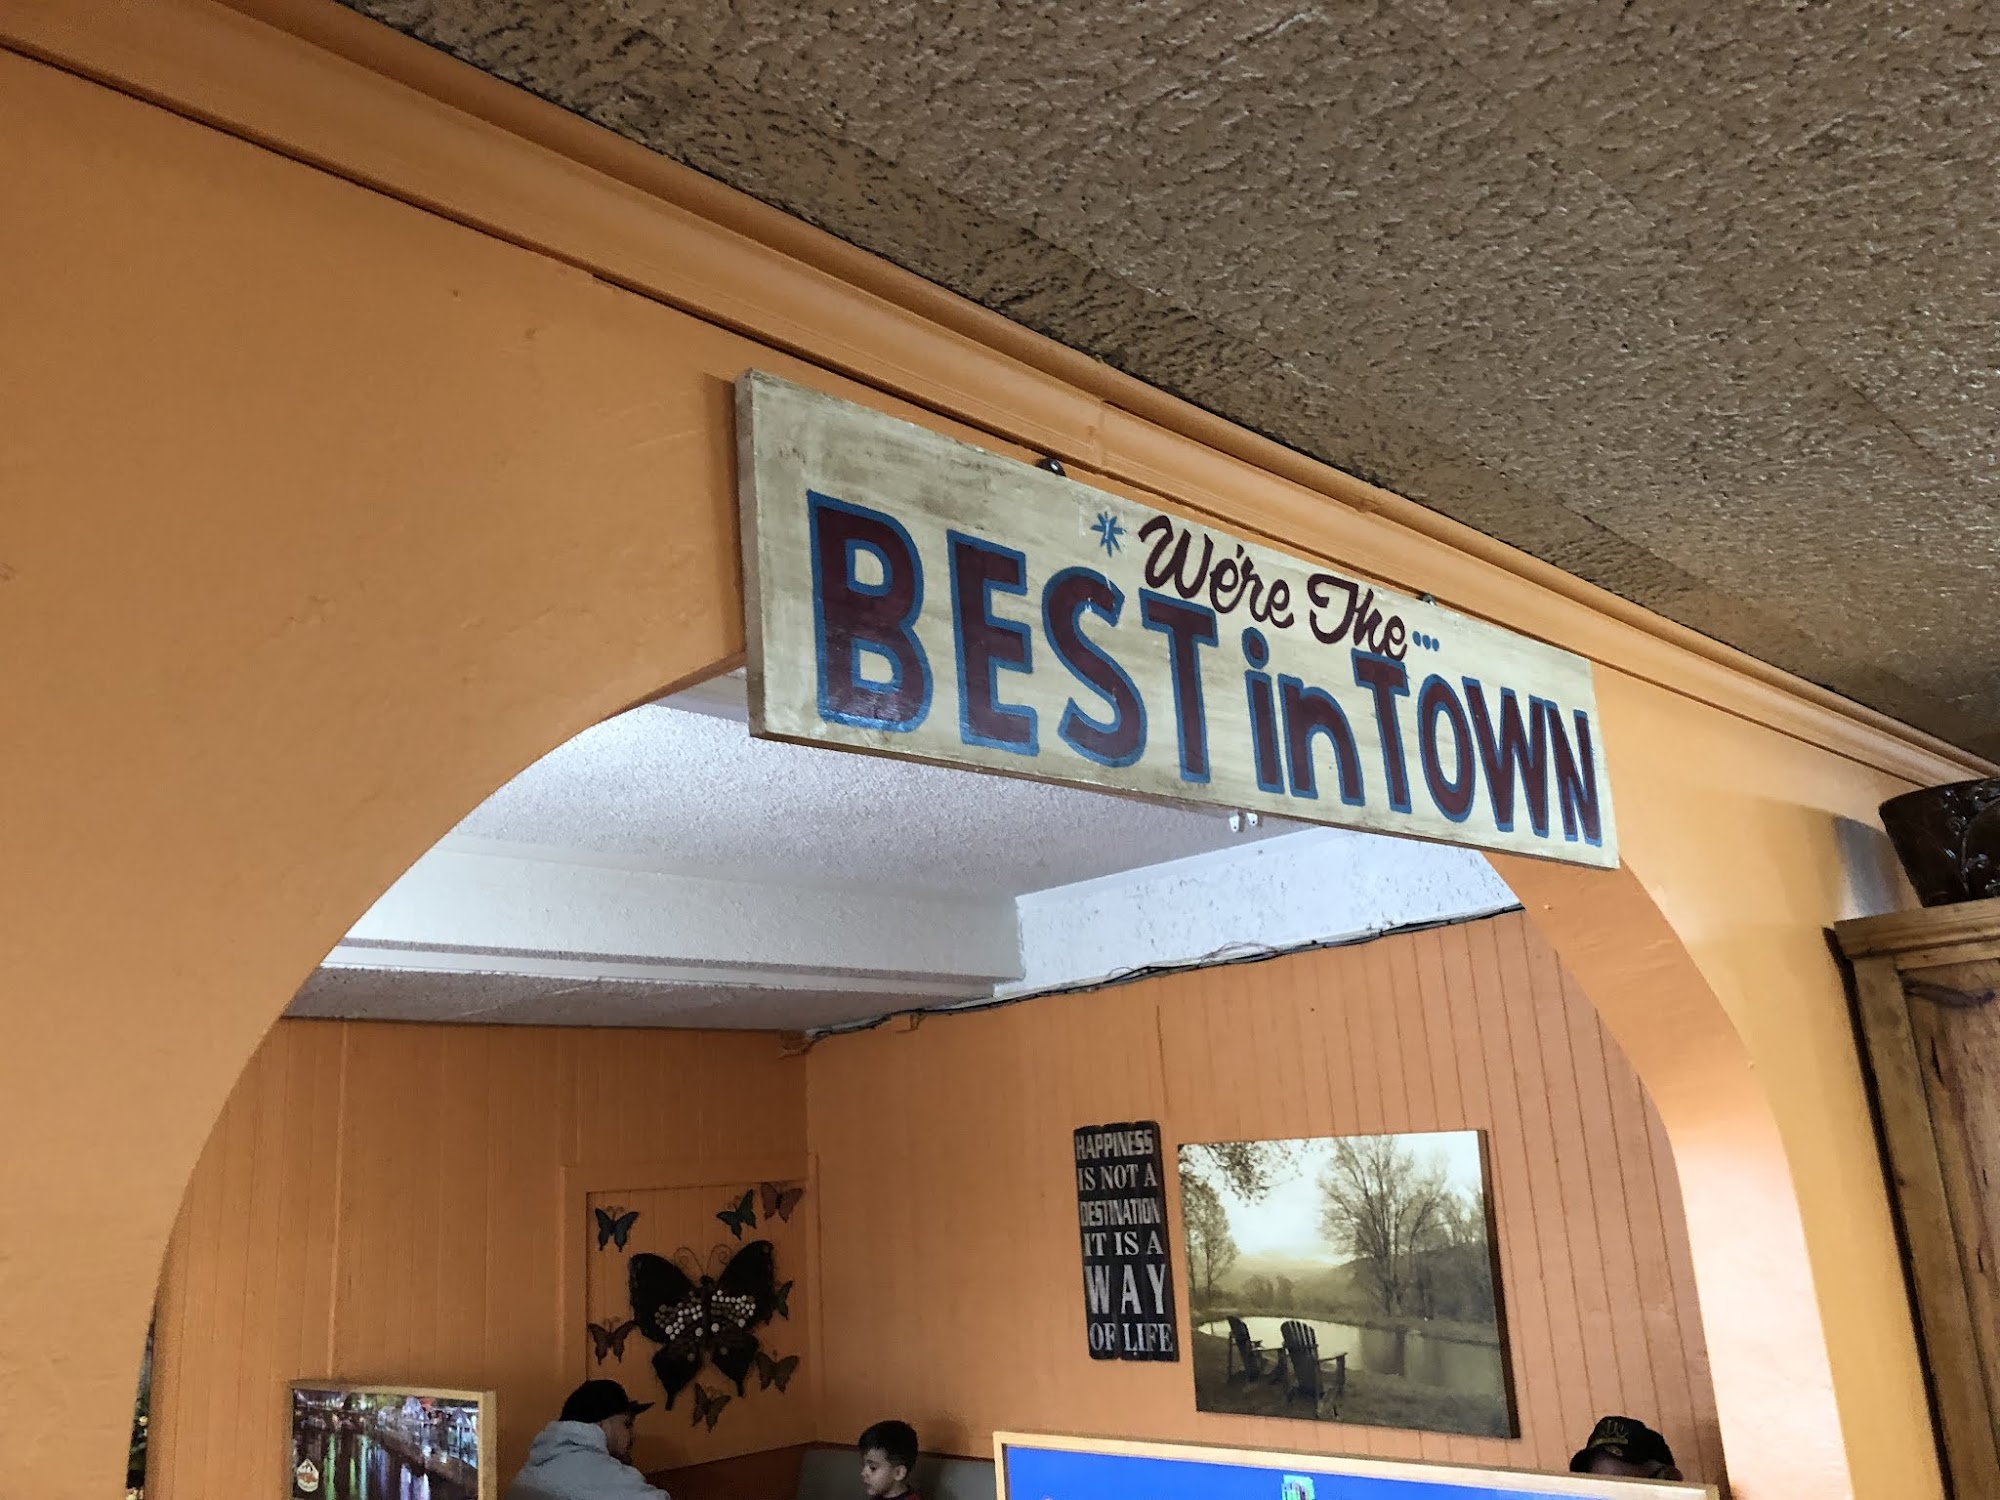 We're The...
BEST in TOWN
HAPPINESS
IS NOT A
DESTINATION
IT IS A
WAY
OF LIFE